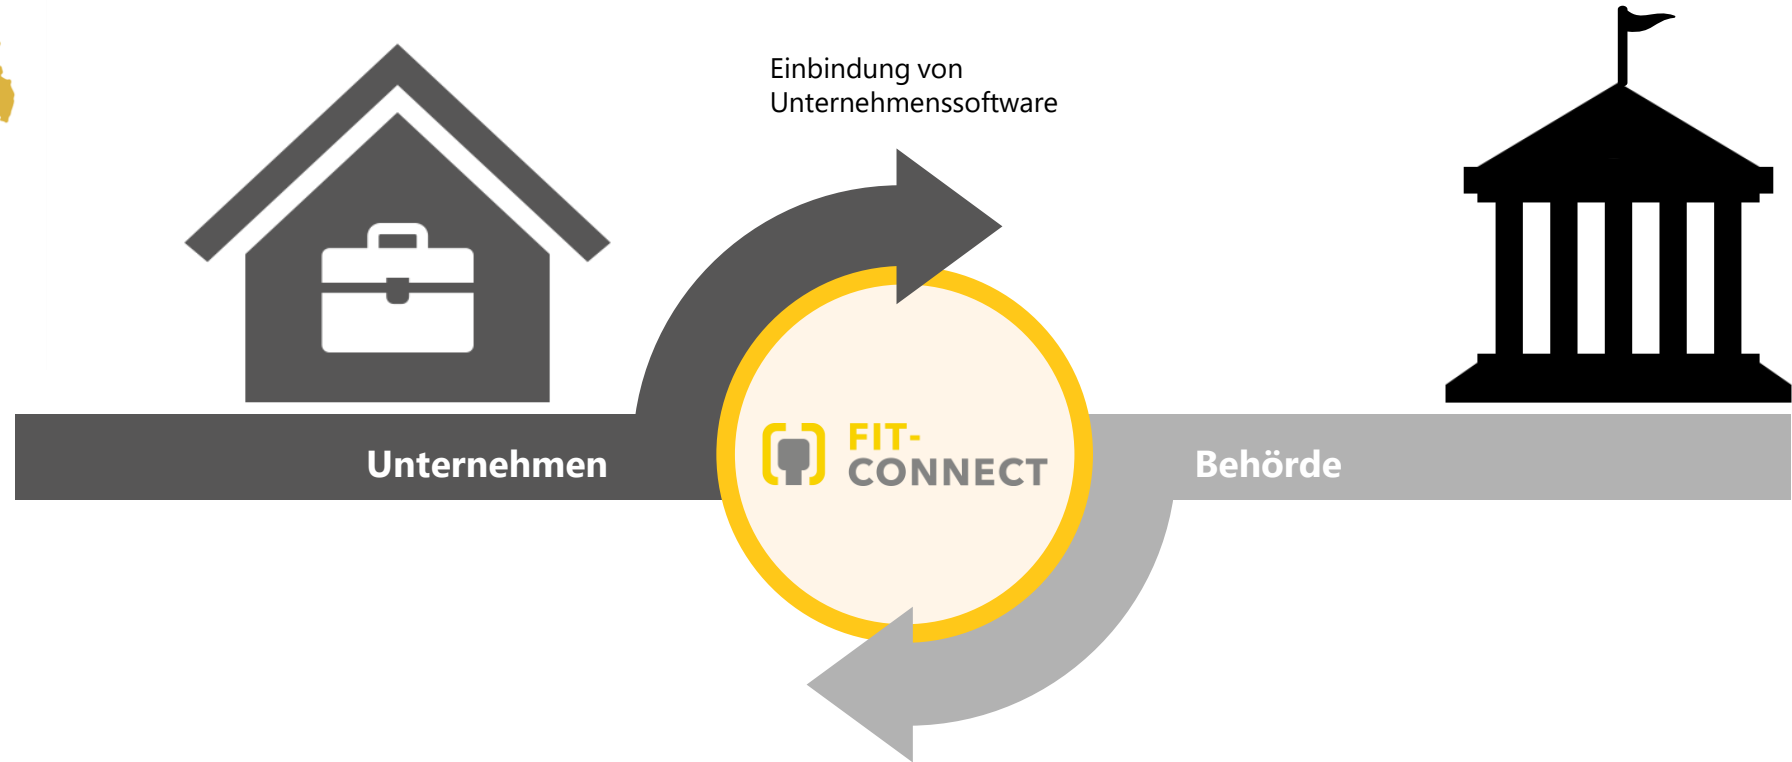 Einbindung von
Unternehmenssoftware
Unternehmen
FIT-
CONNECT
Behörde